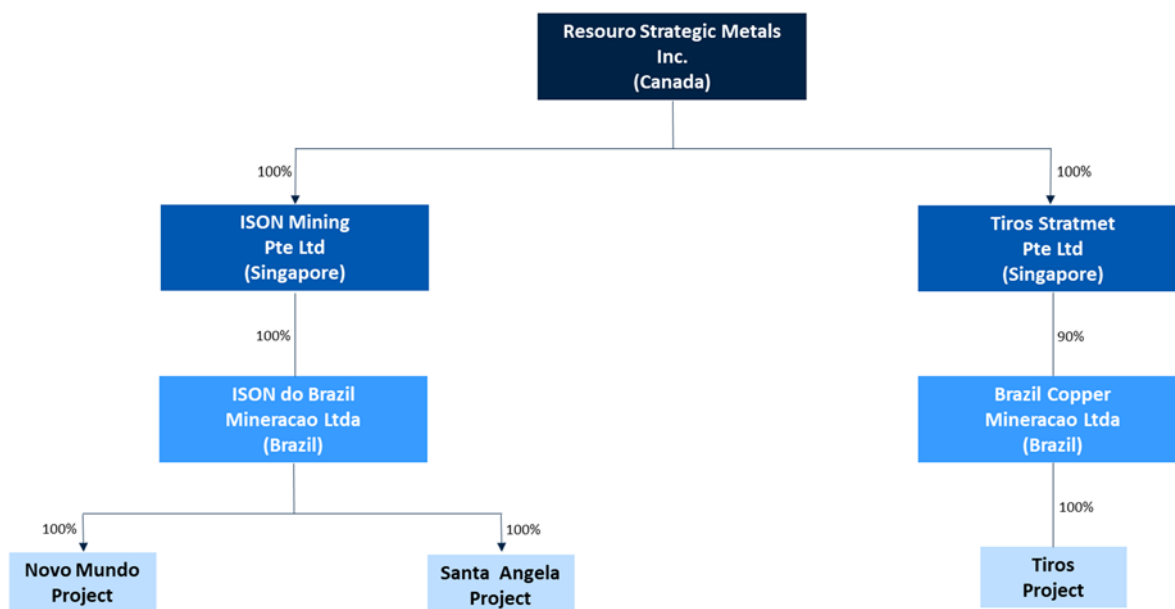 Resouro Strategic Metals
Inc.
(Canada)
100%
100%
ISON Mining
Pte Ltd
(Singapore)
Tiros Stratmet
Pte Ltd
(Singapore)
100%
90%
ISON do Brazil
Mineracao Ltda
(Brazil)
Brazil Copper
Mineracao Ltda
(Brazil)
100%
100%
100%
Novo Mundo
Project
Santa Angela
Project
Tiros
Project